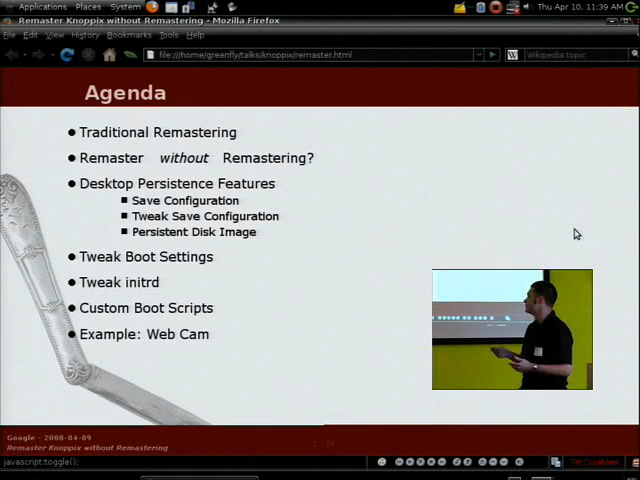 Applications Places System Thu Apr 10, 11:39 AM
Remaster Knoppix without Remastering - Mozilla Firefox
File Edit View History Bookmarks Tools Help
file:///home/greenfly/talks/knoppix/remaster.html Wikipedia topic
Agenda
Traditional Remastering
Remaster without Remastering?
Desktop Persistence Features
Save Configuration
Tweak Save Configuration
Persistent Disk Image
Tweak Boot Settings
Tweak initrd
Custom Boot Scripts
Example: Web Cam
Google - 2008-04-09
Remaster Knoppix without Remastering
javascript:toggle(); Tor Disabled